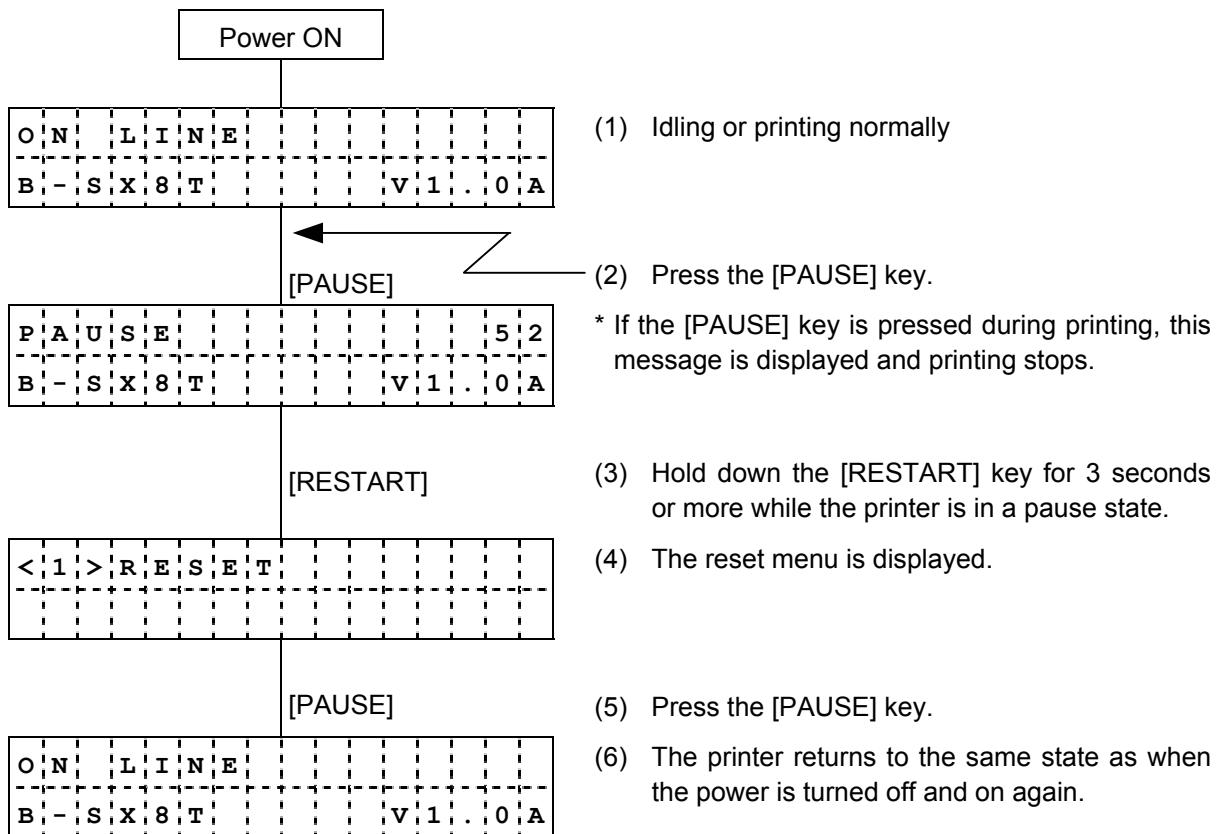 Power ON
ON LINE
B-SX8T V1.0A
(1) Idling or printing normally
[PAUSE]
(2) Press the [PAUSE] key.
PAUSE 52
B-SX8T V1.0A
* If the [PAUSE] key is pressed during printing, this
message is displayed and printing stops.
[RESTART]
(3) Hold down the [RESTART] key for 3 seconds
or more while the printer is in a pause state.
<1>RESET
(4) The reset menu is displayed.
[PAUSE]
(5) Press the [PAUSE] key.
ON LINE
B-SX8T V1.0A
(6) The printer returns to the same state as when
the power is turned off and on again.